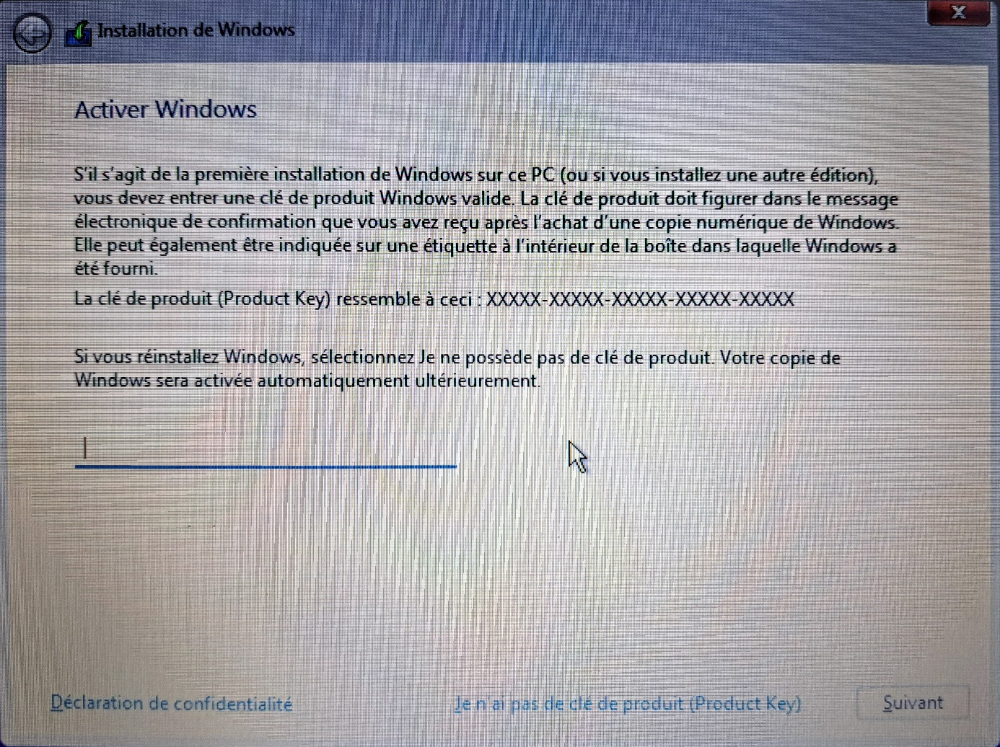 Installation de Windows
X
Activer Windows
S'il s'agit de la première installation de Windows sur ce PC (ou si vous installez une autre édition),
vous devez entrer une clé de produit Windows valide. La clé de produit doit figurer dans le message
électronique de confirmation que vous avez reçu après l'achat d'une copie numérique de Windows.
Elle peut également être indiquée sur une étiquette à l'intérieur de la boîte dans laquelle Windows a
été fourni.
La clé de produit (Product Key) ressemble à ceci : XXXXX-XXXXX-XXXXX-XXXXX-XXXXX
Si vous réinstallez Windows, sélectionnez Je ne possède pas de clé de produit. Votre copie de
Windows sera activée automatiquement ultérieurement.
Déclaration de confidentialité
Je n'ai pas de clé de produit (Product Key)
Suivant